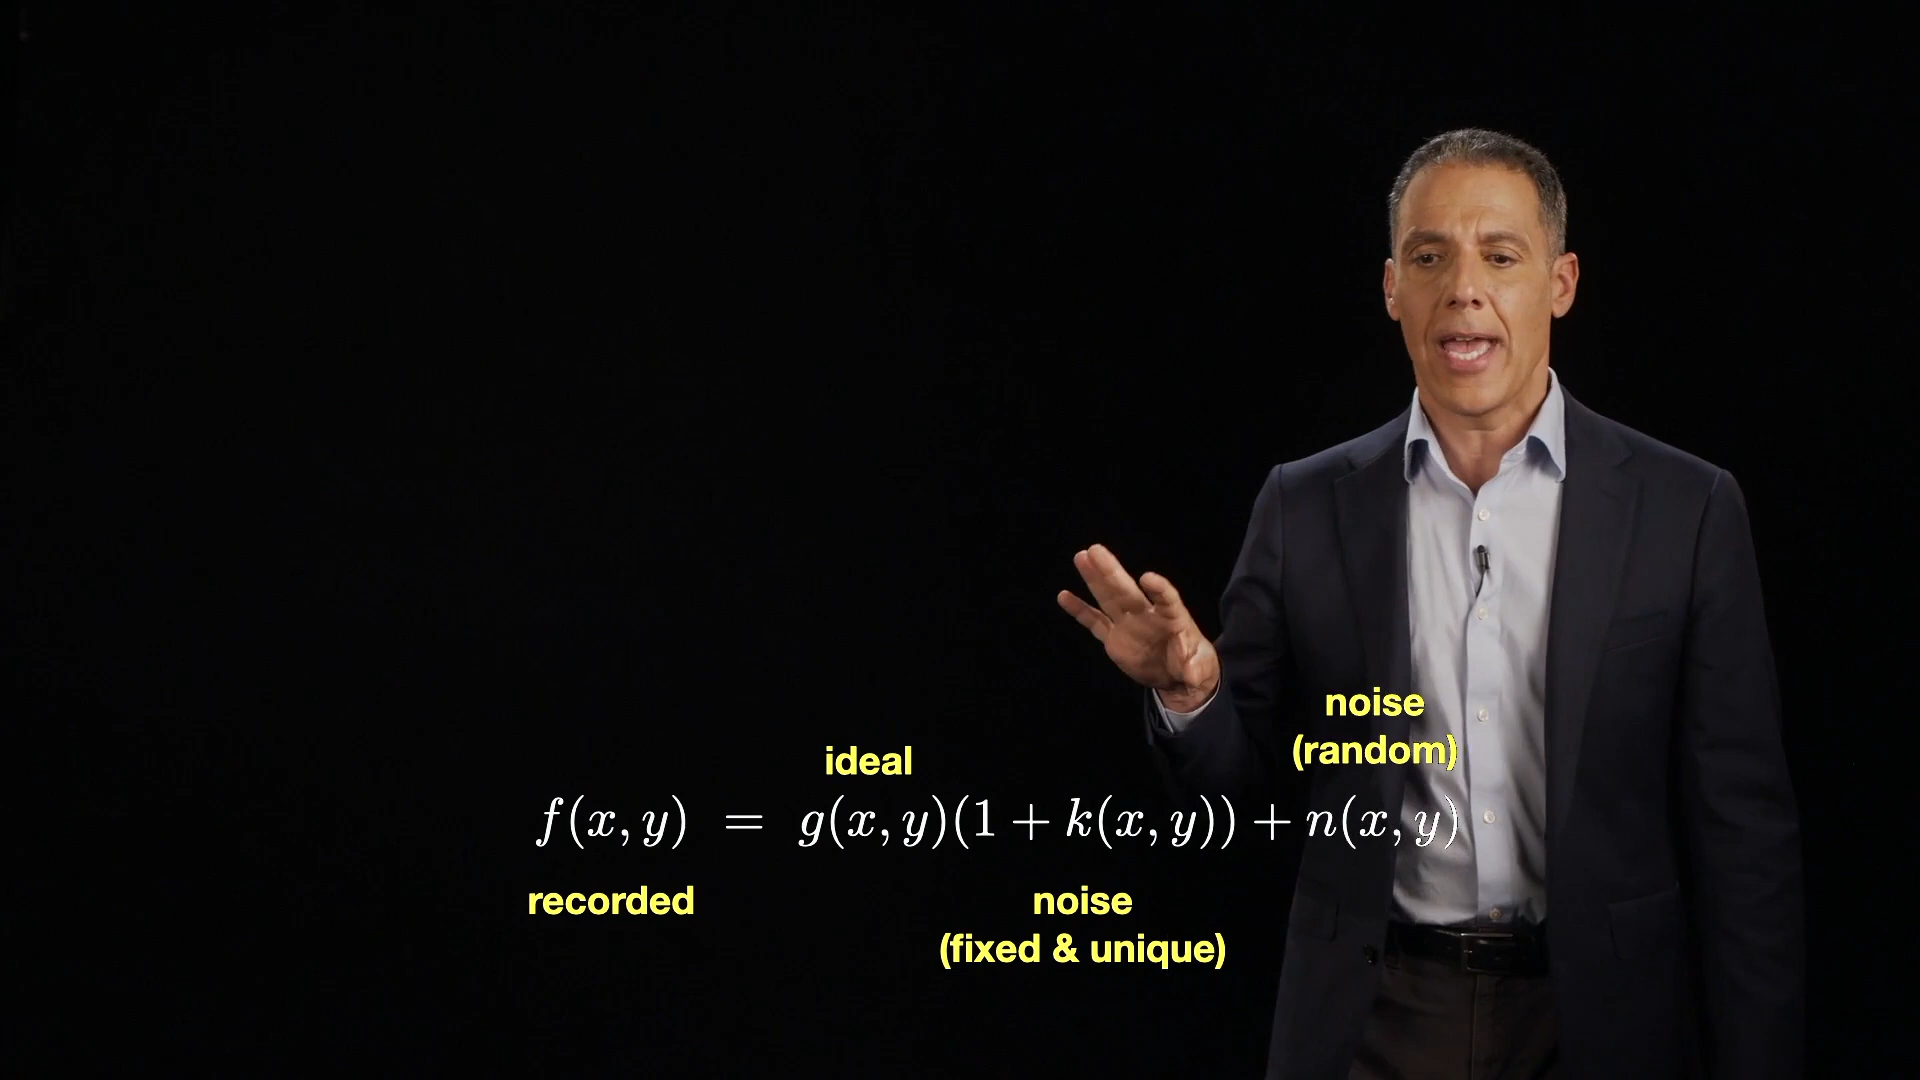 noise
(random)
ideal
f(x, y) = g(x, y)(1 + k(x, y)) + n(x, y)
recorded
noise
(fixed & unique)